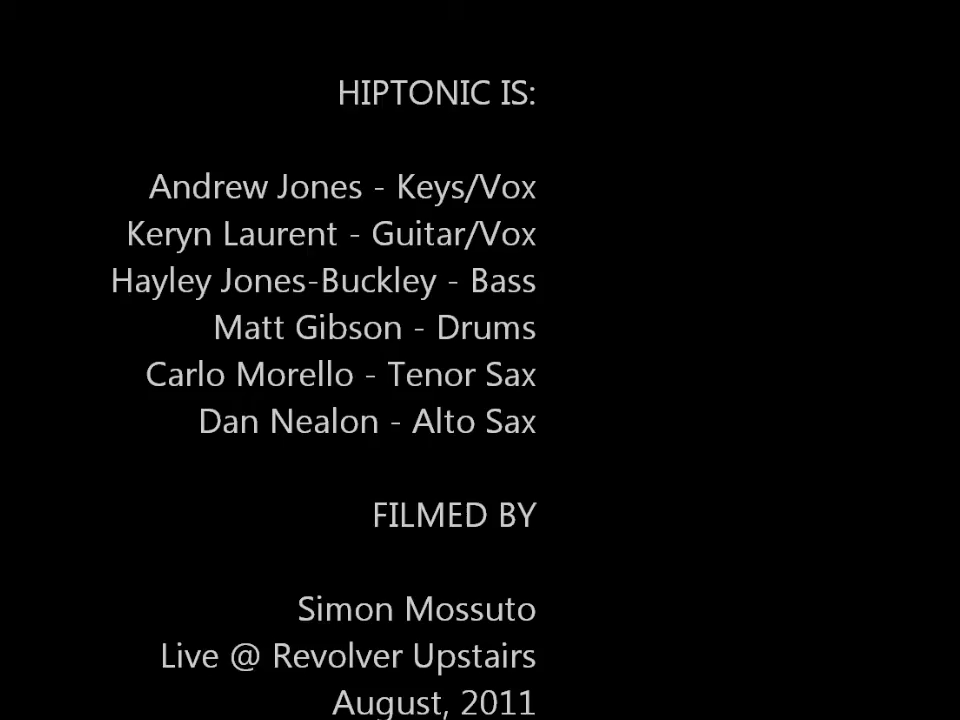 HIPTONIC IS:
Andrew Jones - Keys/Vox
Keryn Laurent - Guitar/Vox
Hayley Jones-Buckley - Bass
Matt Gibson - Drums
Carlo Morello - Tenor Sax
Dan Nealon - Alto Sax
FILMED BY
Simon Mossuto
Live @ Revolver Upstairs
August, 2011